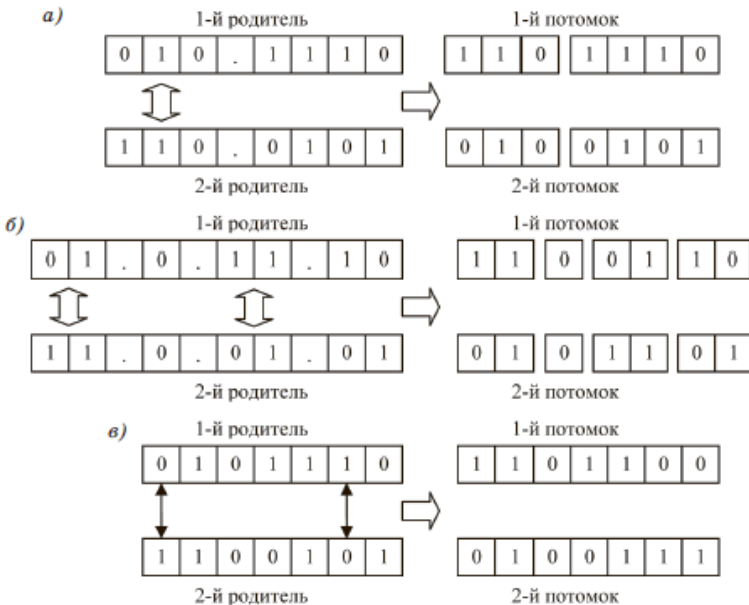 а)
1-й родитель 1-й потомок
0 1 0 . 1 1 1 0 1 1 0 1 1 1 0
1 1 0 . 0 1 0 1 0 1 0 0 1 0 1
2-й родитель 2-й потомок
б) 1-й родитель 1-й потомок
0 1 . 0 . 1 1 . 1 0 1 1 0 0 1 1 0
1 1 . 0 . 0 1 . 0 1 0 1 0 1 1 0 1
2-й родитель 2-й потомок
в) 1-й родитель 1-й потомок
0 1 0 1 1 1 0 1 1 0 1 1 0 0
1 1 0 0 1 0 1 0 1 0 0 1 1 1
2-й родитель 2-й потомок